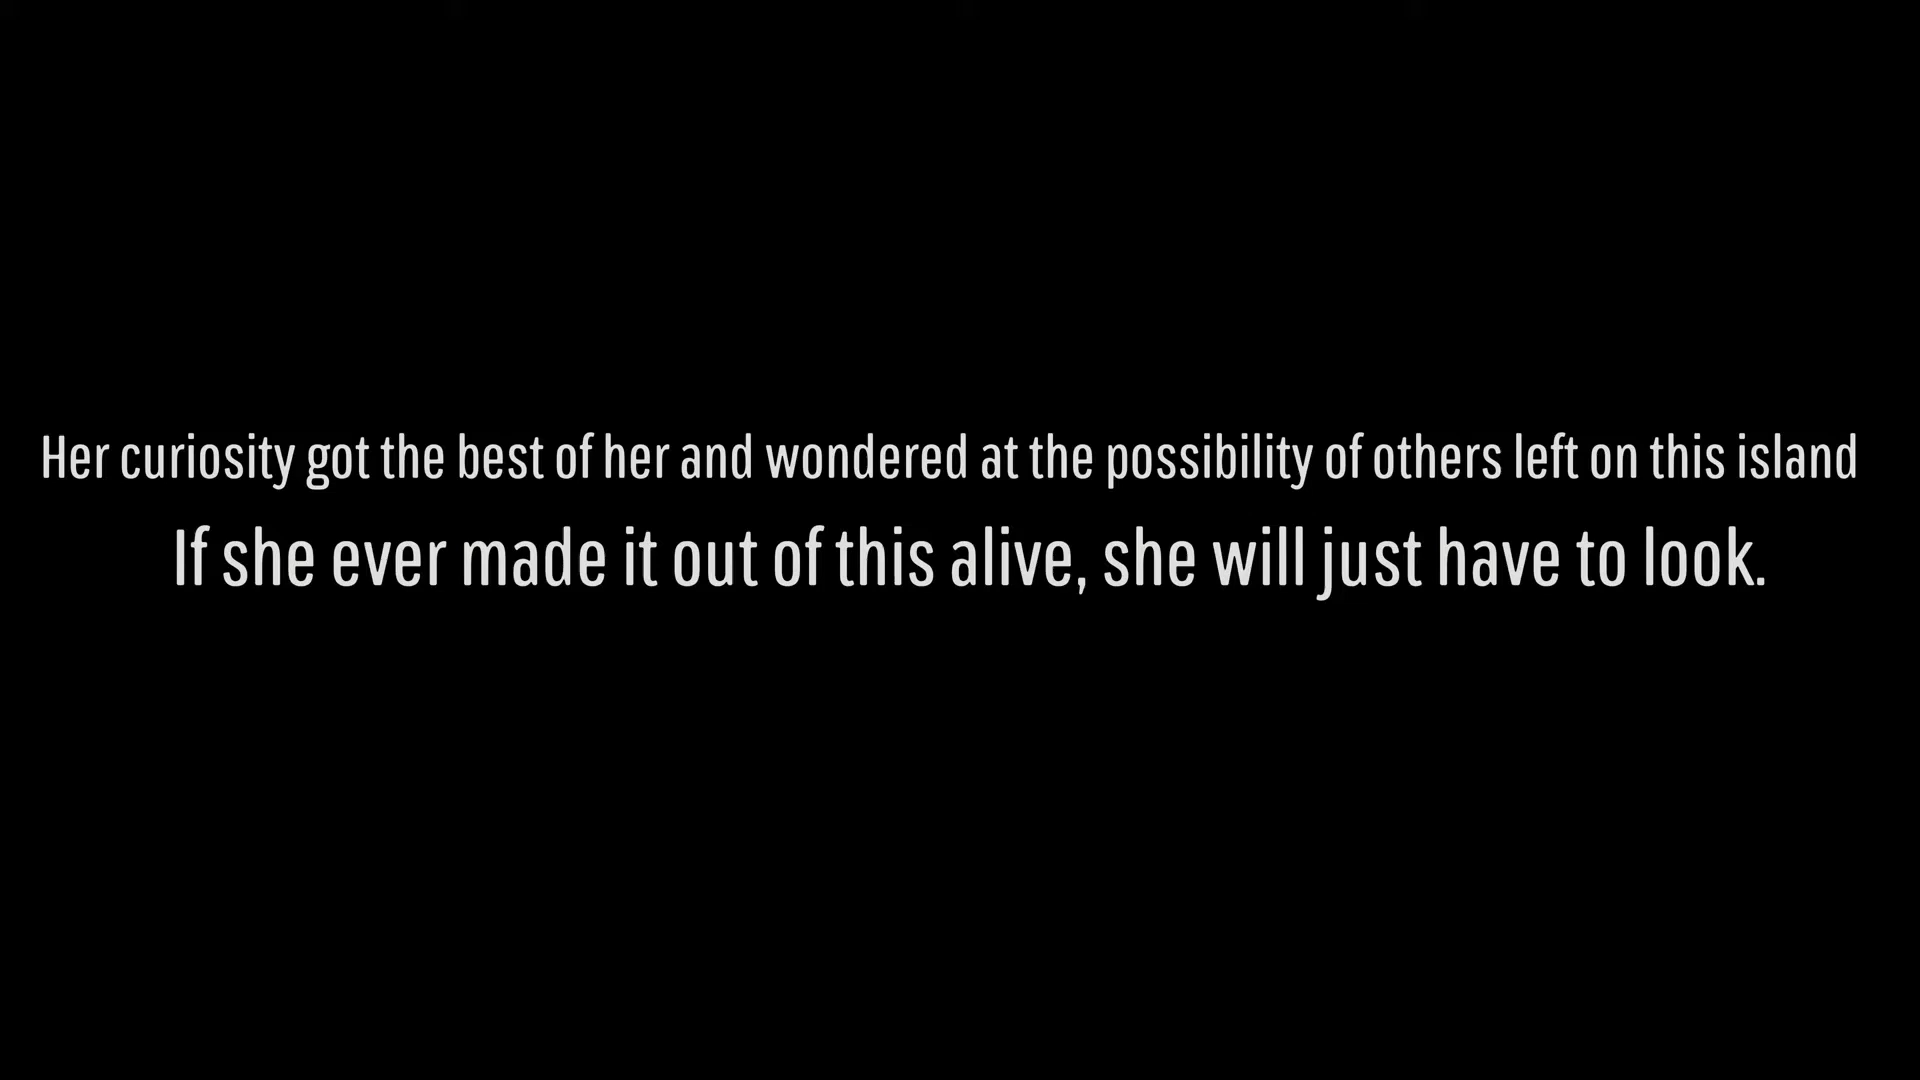 Her curiosity got the best of her and wondered at the possibility of others left on this island
If she ever made it out of this alive, she will just have to look.